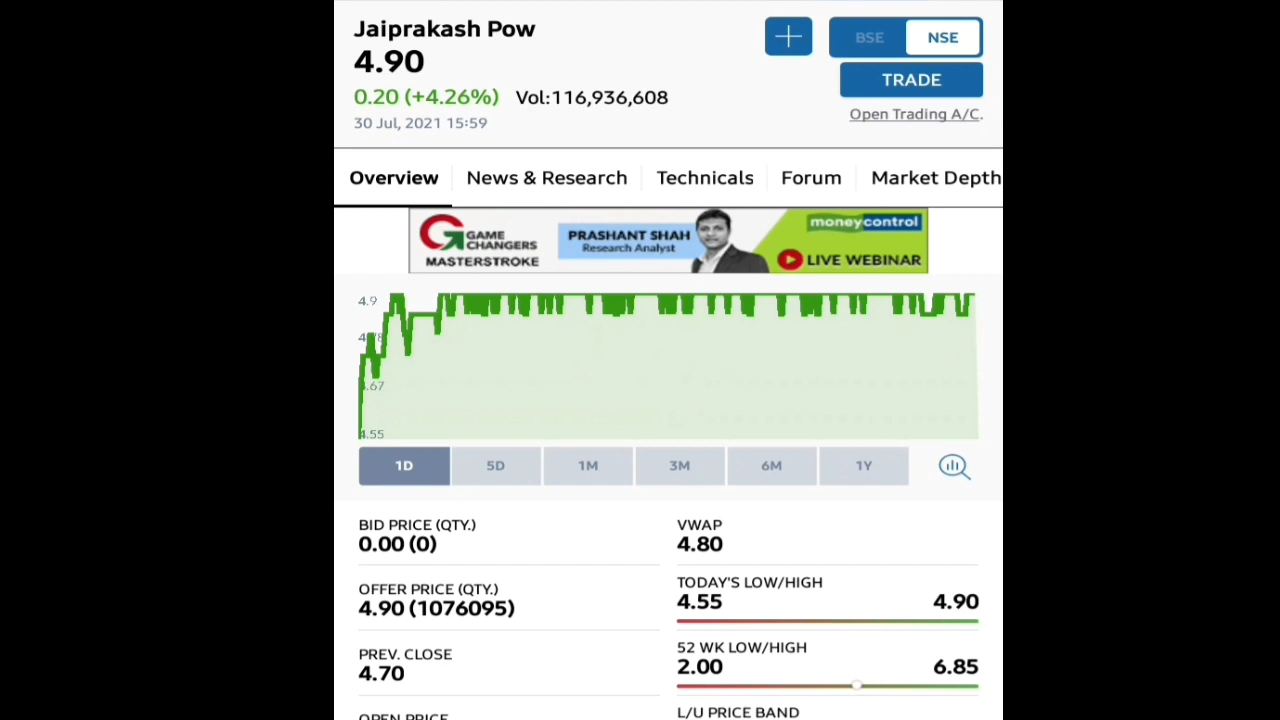 Jaiprakash Pow
4.90
0.20 (+4.26%) Vol:116,936,608
30 Jul, 2021 15:59
BSE NSE
TRADE
Open Trading A/C.
Overview News & Research Technicals Forum Market Depth
GAME
CHANGERS
MASTERSTROKE
PRASHANT SHAH
Research Analyst
moneycontrol
LIVE WEBINAR
4.9
4.67
4.55
1D 5D 1M 3M 6M 1Y
BID PRICE (QTY.)
0.00 (0)
VWAP
4.80
OFFER PRICE (QTY.)
4.90 (1076095)
TODAY'S LOW/HIGH
4.55 4.90
PREV. CLOSE
4.70
52 WK LOW/HIGH
2.00 6.85
OPEN PRICE
L/U PRICE BAND